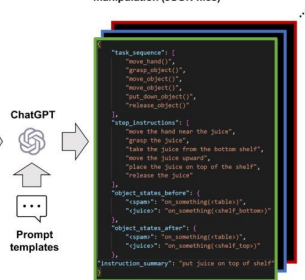 manipulation (JSON files)
ChatGPT
Prompt
templates
{
"task_sequence": [
"move_hand()",
"grasp_object()",
"move_object()",
"move_object()",
"put_down_object()",
"release_object()"
],
"step_instructions": [
"move the hand near the juice",
"grasp the juice",
"take the juice from the bottom shelf",
"move the juice upward",
"place the juice on top of the shelf",
"release the juice"
],
"object_states_before": {
"<spam>": "on_something(<table>)",
"<juice>": "on_something(<shelf_bottom>)"
},
"object_states_after": {
"<spam>": "on_something(<table>)",
"<juice>": "on_something(<shelf_top>)"
},
"instruction_summary": "put juice on top of shelf"
}